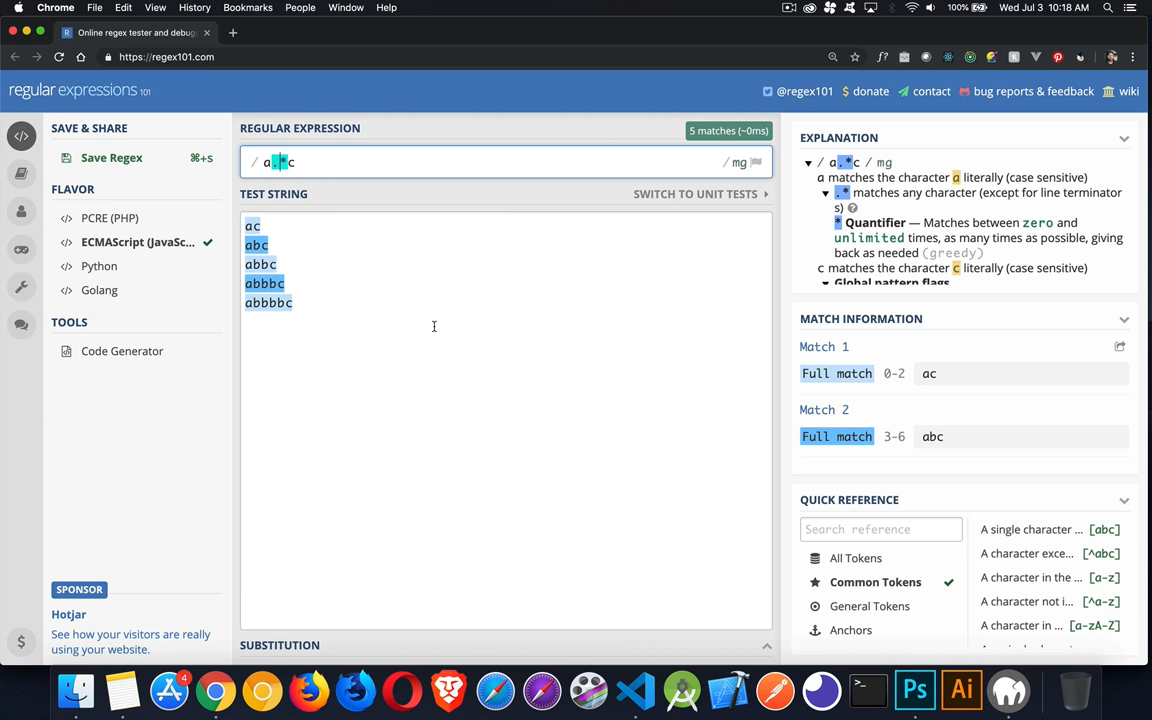 Chrome File Edit View History Bookmarks People Window Help 100% Wed Jul 3 10:18 AM
Online regex tester and debug
https://regex101.com
regular expressions 101 @regex101 $ donate contact bug reports & feedback wiki
SAVE & SHARE
Save Regex ⌘+s
FLAVOR
PCRE (PHP)
ECMAScript (JavaSc...
Python
Golang
TOOLS
Code Generator
SPONSOR
Hotjar
See how your visitors are really
using your website.
REGULAR EXPRESSION 5 matches (~0ms)
/ a.*c / mg
TEST STRING SWITCH TO UNIT TESTS
ac
abc
abbc
abbbc
abbbbc
SUBSTITUTION
EXPLANATION
/ a.*c / mg
a matches the character a literally (case sensitive)
.* matches any character (except for line terminator
s)
* Quantifier — Matches between zero and
unlimited times, as many times as possible, giving
back as needed (greedy)
c matches the character c literally (case sensitive)
Global pattern flags
MATCH INFORMATION
Match 1
Full match 0-2 ac
Match 2
Full match 3-6 abc
QUICK REFERENCE
Search reference
All Tokens
Common Tokens
General Tokens
Anchors
A single character ... [abc]
A character exce... [^abc]
A character in the ... [a-z]
A character not i... [^a-z]
A character in ... [a-zA-Z]
4
Ps
Ai